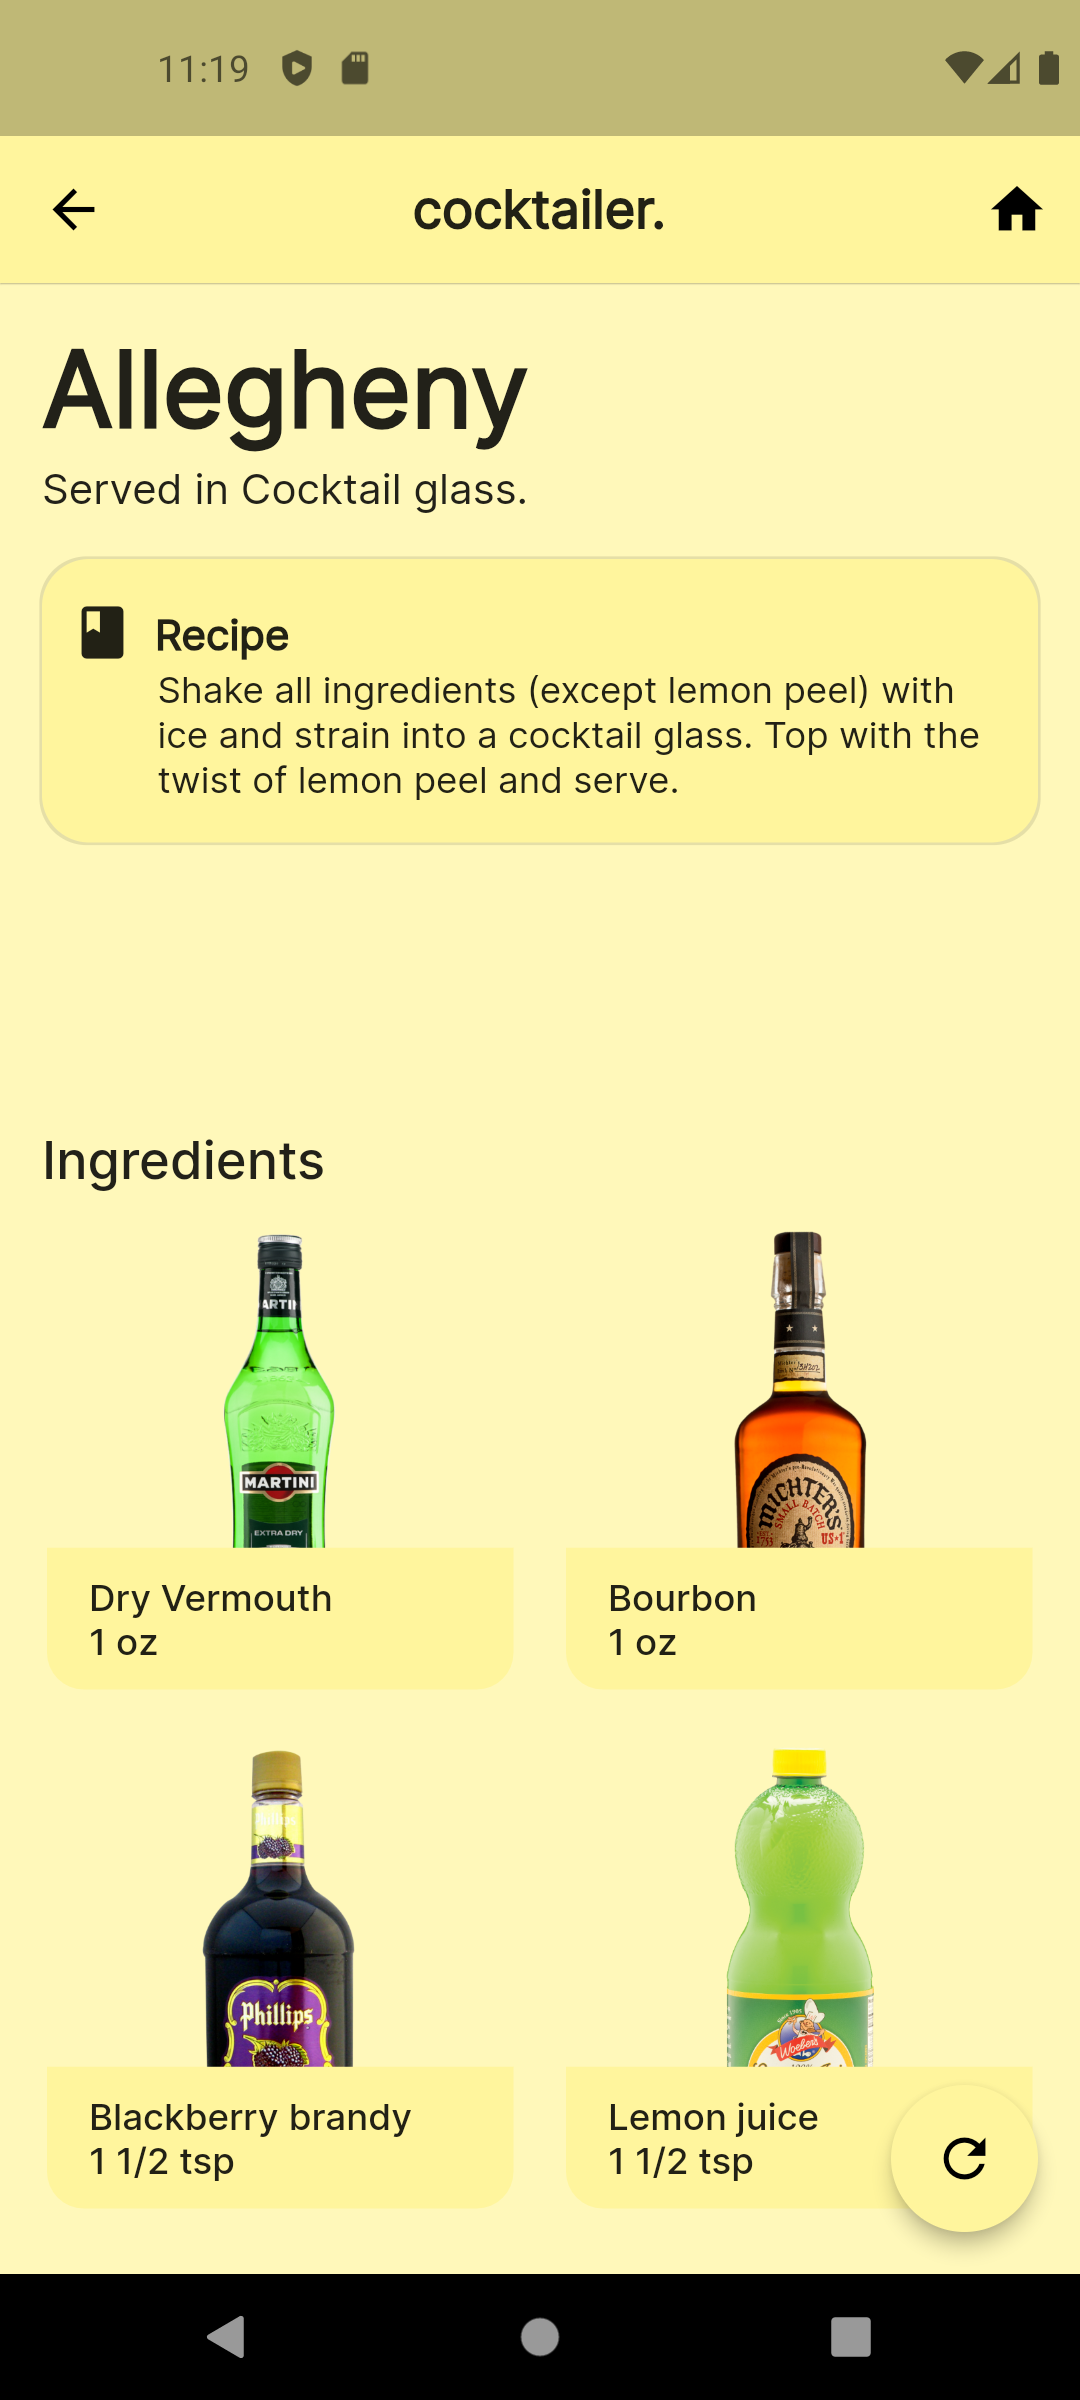 11:19
cocktailer.
Allegheny
Served in Cocktail glass.
Recipe
Shake all ingredients (except lemon peel) with
ice and strain into a cocktail glass. Top with the
twist of lemon peel and serve.
Ingredients
MARTINI
EXTRA DRY
MICHTER'S
SMALL BATCH
US★1
Dry Vermouth
1 oz
Bourbon
1 oz
Phillips
Woeber's
Blackberry brandy
1 1/2 tsp
Lemon juice
1 1/2 tsp